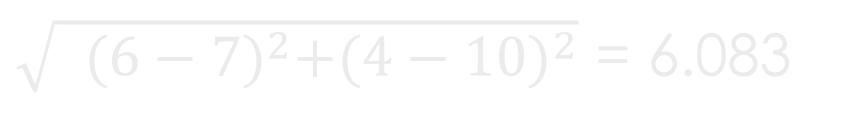 √(6 − 7)²+(4 − 10)² = 6.083